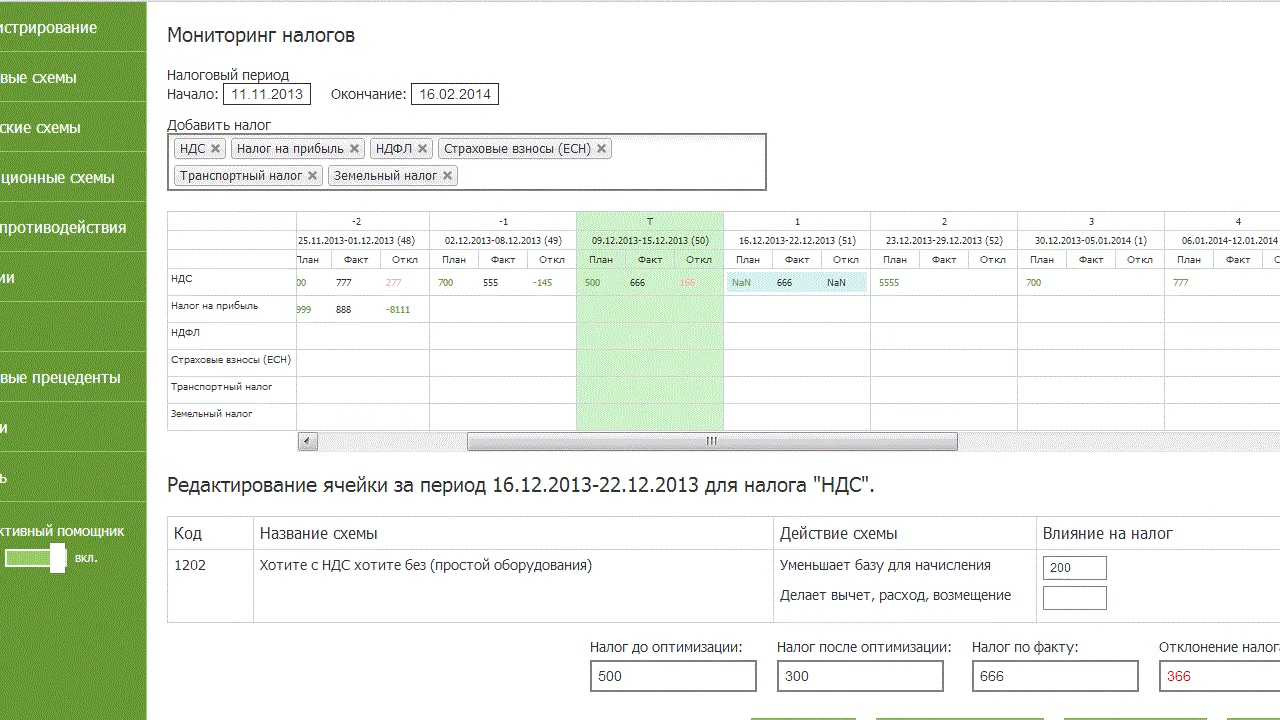 истрирование
вые схемы
ские схемы
ционные схемы
противодействия
ии
вые прецеденты
и
ь
ктивный помощник
вкл.
Мониторинг налогов
Налоговый период
Начало: 11.11.2013 Окончание: 16.02.2014
Добавить налог
НДС Налог на прибыль НДФЛ Страховые взносы (ЕСН)
Транспортный налог Земельный налог
-2 -1 Т 1 2 3 4
25.11.2013-01.12.2013 (48) 02.12.2013-08.12.2013 (49) 09.12.2013-15.12.2013 (50) 16.12.2013-22.12.2013 (51) 23.12.2013-29.12.2013 (52) 30.12.2013-05.01.2014 (1) 06.01.2014-12.01.2014
План Факт Откл План Факт Откл План Факт Откл План Факт Откл План Факт Откл План Факт Откл План Факт О
НДС 00 777 277 700 555 -145 500 666 166 NaN 666 NaN 5555 700 777
Налог на прибыль 999 888 -8111
НДФЛ
Страховые взносы (ЕСН)
Транспортный налог
Земельный налог
Редактирование ячейки за период 16.12.2013-22.12.2013 для налога "НДС".
Код Название схемы Действие схемы Влияние на налог
1202 Хотите с НДС хотите без (простой оборудования) Уменьшает базу для начисления 200
Делает вычет, расход, возмещение
Налог до оптимизации: Налог после оптимизации: Налог по факту: Отклонение налога
500 300 666 366